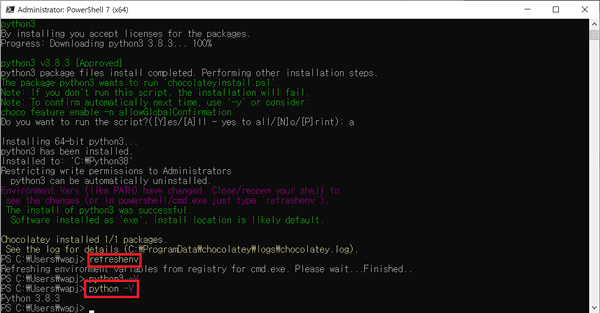 Administrator: PowerShell 7 (x64)
python3
By installing you accept licenses for the packages.
Progress: Downloading python3 3.8.3... 100%
python3 v3.8.3 [Approved]
python3 package files install completed. Performing other installation steps.
The package python3 wants to run 'chocolateyInstall.ps1'.
Note: If you don't run this script, the installation will fail.
Note: To confirm automatically next time, use '-y' or consider:
choco feature enable -n allowGlobalConfirmation
Do you want to run the script?([Y]es/[A]ll - yes to all/[N]o/[P]rint): a
Installing 64-bit python3...
python3 has been installed.
Installed to: 'C:₩Python38'
Restricting write permissions to Administrators
python3 can be automatically uninstalled.
Environment Vars (like PATH) have changed. Close/reopen your shell to
see the changes (or in powershell/cmd.exe just type `refreshenv`).
The install of python3 was successful.
Software installed as 'exe', install location is likely default.
Chocolatey installed 1/1 packages.
See the log for details (C:₩ProgramData₩chocolatey₩logs₩chocolatey.log).
PS C:₩Users₩wapj> refreshenv
Refreshing environment variables from registry for cmd.exe. Please wait...Finished..
PS C:₩Users₩wapj> python3 -V
PS C:₩Users₩wapj> python -V
Python 3.8.3
PS C:₩Users₩wapj>